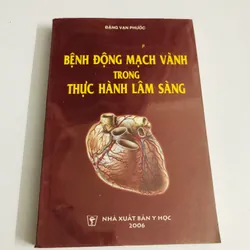 ĐẶNG VẠN PHƯỚC
BỆNH ĐỘNG MẠCH VÀNH
TRONG
THỰC HÀNH LÂM SÀNG
NHÀ XUẤT BẢN Y HỌC
2006